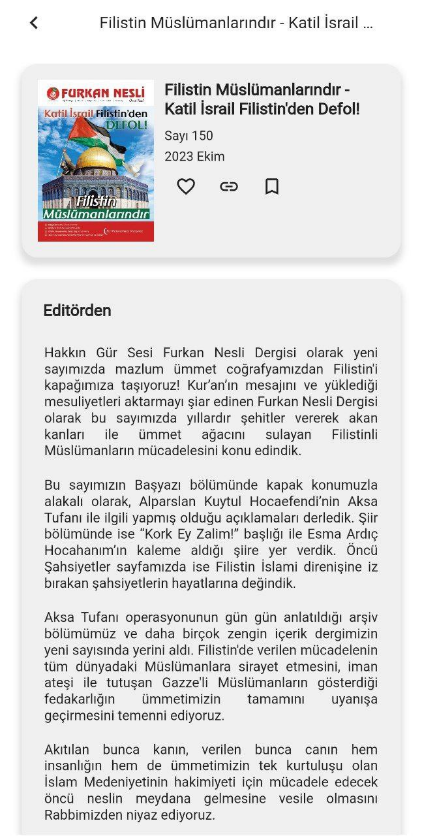 Filistin Müslümanlarındır - Katil İsrail ...
FURKAN NESLİ
Katil İsrail Filistin'den
DEFOL!
Filistin
Müslümanlarındır
Filistin Müslümanlarındır -
Katil İsrail Filistin'den Defol!
Sayı 150
2023 Ekim
Editörden
Hakkın Gür Sesi Furkan Nesli Dergisi olarak yeni
sayımızda mazlum ümmet coğrafyamızdan Filistin'i
kapağımıza taşıyoruz! Kur’an’ın mesajını ve yüklediği
mesuliyetleri aktarmayı şiar edinen Furkan Nesli Dergisi
olarak bu sayımızda yıllardır şehitler vererek akan
kanları ile ümmet ağacını sulayan Filistinli
Müslümanların mücadelesini konu edindik.
Bu sayımızın Başyazı bölümünde kapak konumuzla
alakalı olarak, Alparslan Kuytul Hocaefendi’nin Aksa
Tufanı ile ilgili yapmış olduğu açıklamaları derledik. Şiir
bölümünde ise “Kork Ey Zalim!” başlığı ile Esma Ardıç
Hocahanım’ın kaleme aldığı şiire yer verdik. Öncü
Şahsiyetler sayfamızda ise Filistin İslami direnişine iz
bırakan şahsiyetlerin hayatlarına değindik.
Aksa Tufanı operasyonunun gün gün anlatıldığı arşiv
bölümümüz ve daha birçok zengin içerik dergimizin
yeni sayısında yerini aldı. Filistin'de verilen mücadelenin
tüm dünyadaki Müslümanlara sirayet etmesini, iman
ateşi ile tutuşan Gazze'li Müslümanların gösterdiği
fedakarlığın ümmetimizin tamamını uyanışa
geçirmesini temenni ediyoruz.
Akıtılan bunca kanın, verilen bunca canın hem
insanlığın hem de ümmetimizin tek kurtuluşu olan
İslam Medeniyetinin hakimiyeti için mücadele edecek
öncü neslin meydana gelmesine vesile olmasını
Rabbimizden niyaz ediyoruz.